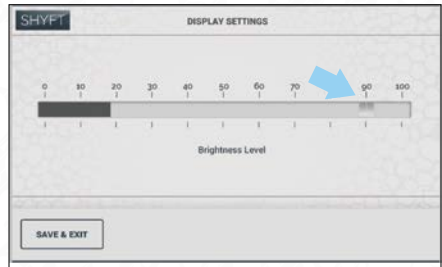 SHYFT
DISPLAY SETTINGS
0 10 20 30 40 50 60 70 90 100
Brightness Level
SAVE & EXIT